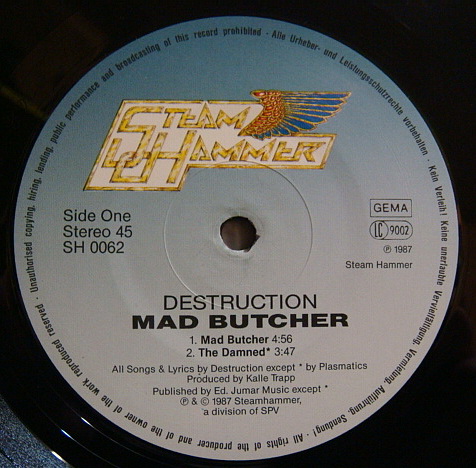 Unauthorised copying, hiring, lending, public performance and broadcasting of this record prohibited · Alle Urheber- und Leistungsschutzrechte vorbehalten · Kein Verleih! Keine unerlaubte Vervielfältigung, Vermietung, Aufführung, Sendung! · All rights of the producer and of the owner of the work reproduced reserved ·
STEAM
HAMMER
Side One
Stereo 45
SH 0062
GEMA
LC 9002
℗ 1987
Steam Hammer
DESTRUCTION
MAD BUTCHER
1. Mad Butcher 4:56
2. The Damned* 3:47
All Songs & Lyrics by Destruction except * by Plasmatics
Produced by Kalle Trapp
Published by Ed. Jumar Music except *
℗ & © 1987 Steamhammer,
a division of SPV